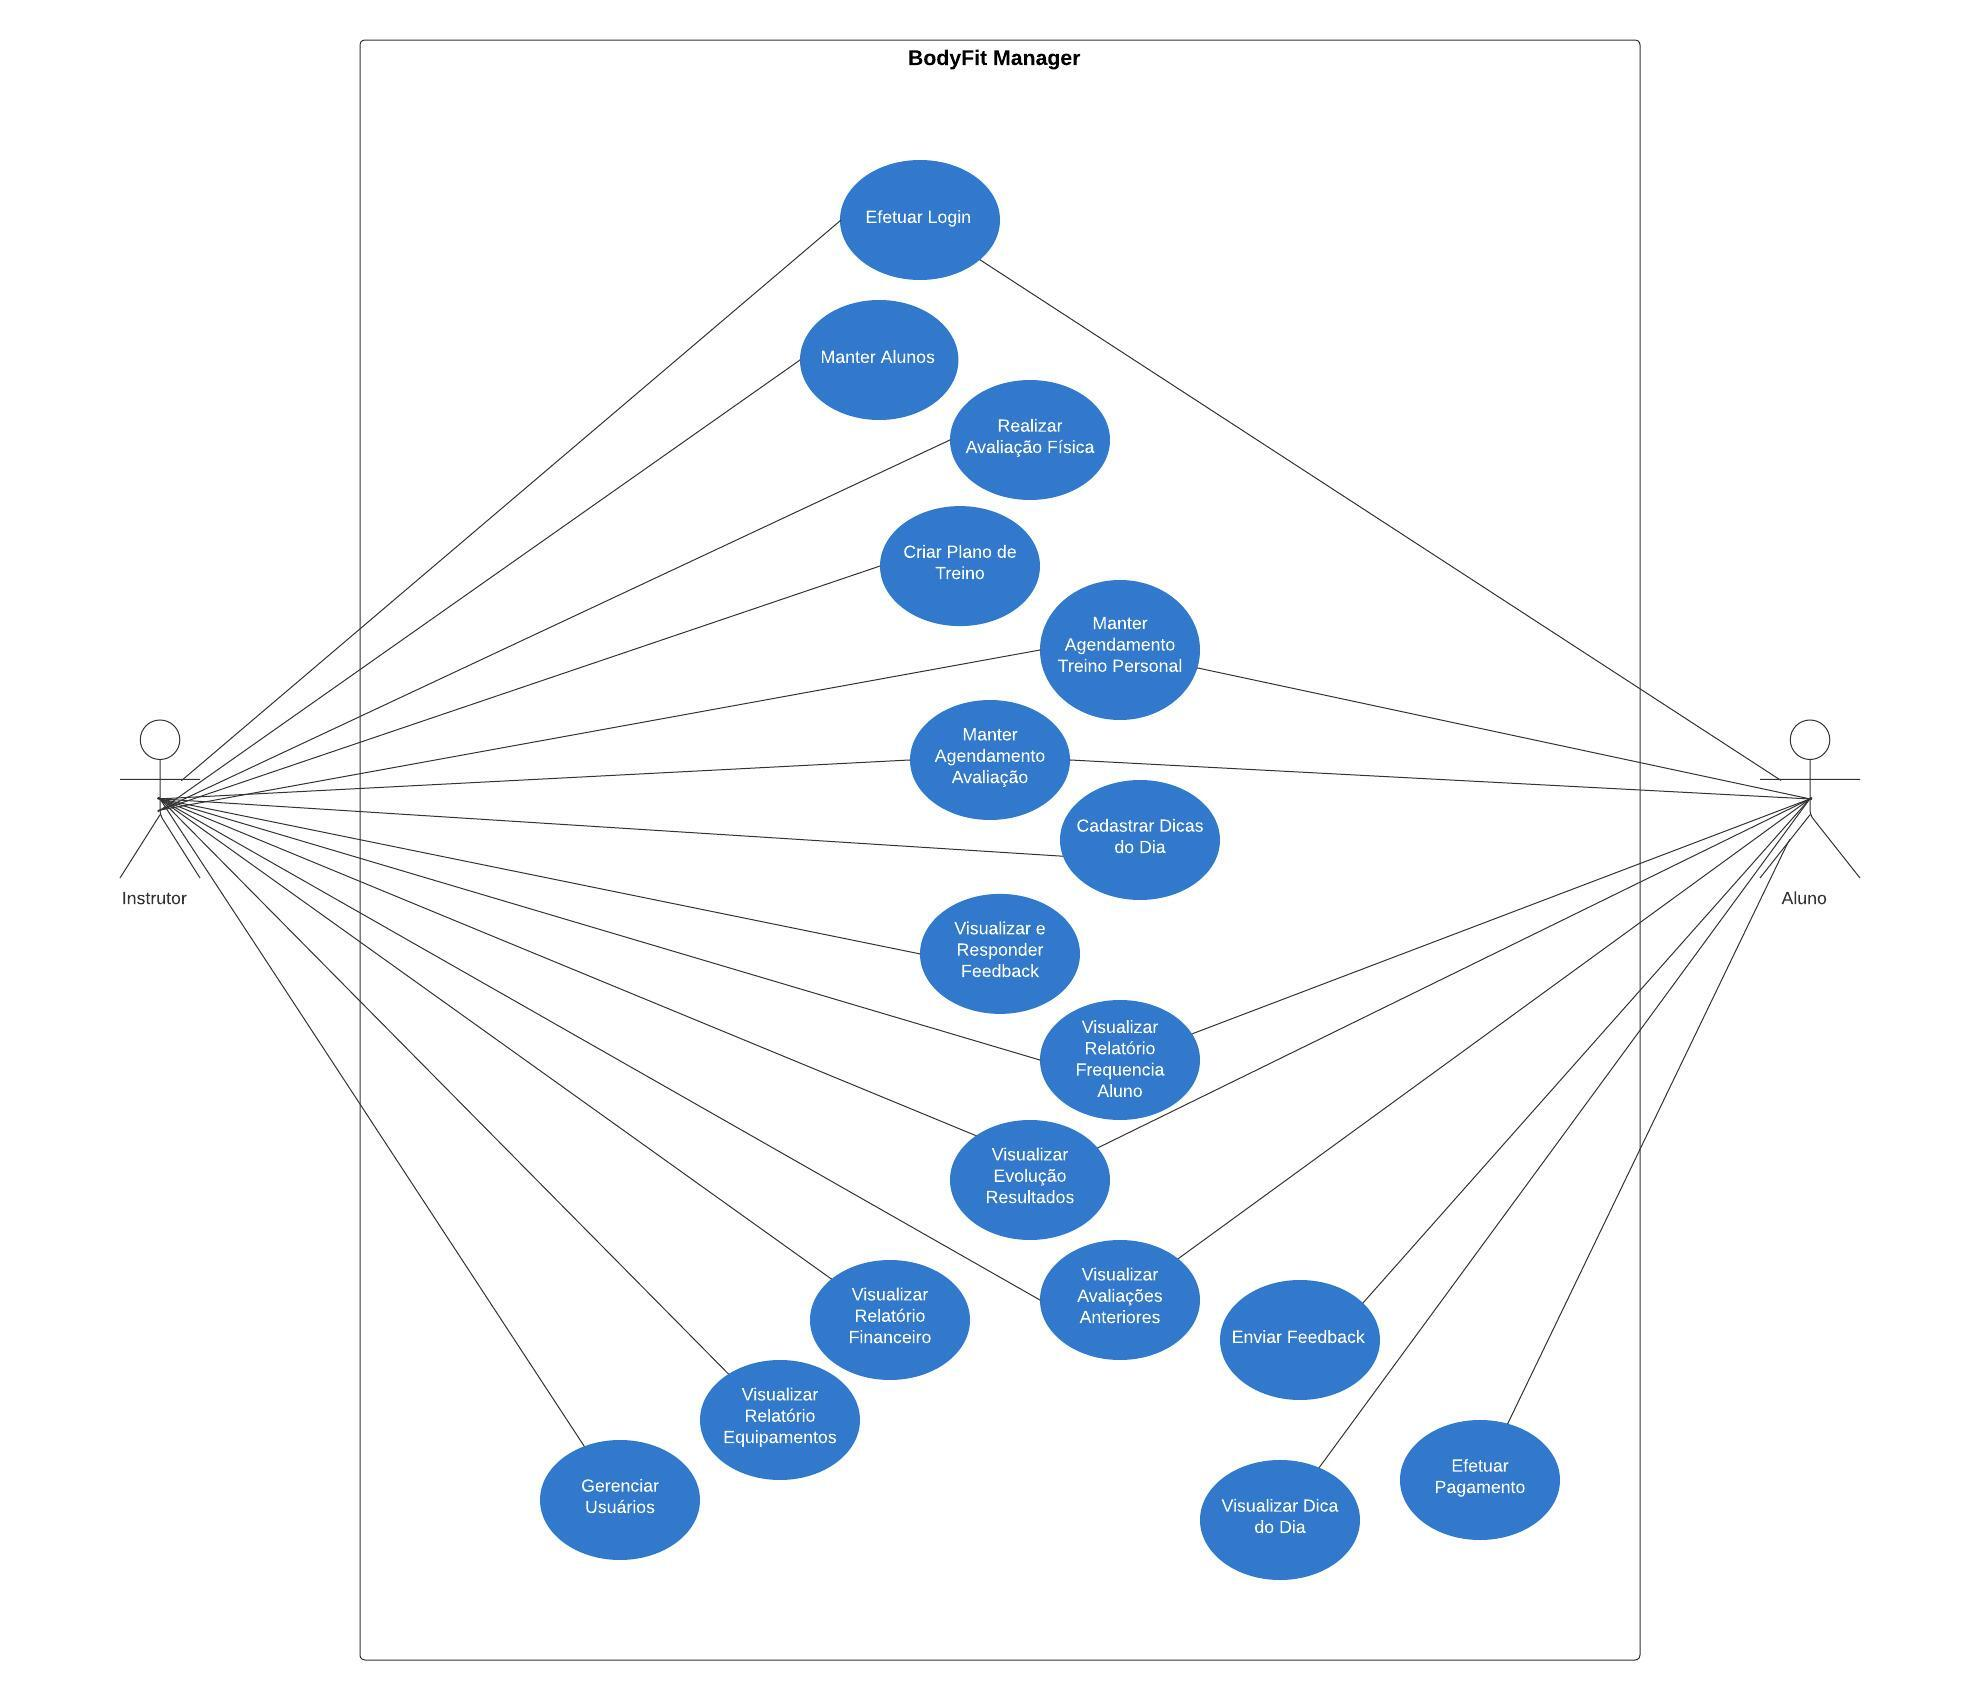 BodyFit Manager
Efetuar Login
Manter Alunos
Realizar
Avaliação Física
Criar Plano de
Treino
Manter
Agendamento
Treino Personal
Manter
Agendamento
Avaliação
Cadastrar Dicas
do Dia
Instrutor
Aluno
Visualizar e
Responder
Feedback
Visualizar
Relatório
Frequencia
Aluno
Visualizar
Evolução
Resultados
Visualizar
Avaliações
Anteriores
Visualizar
Relatório
Financeiro
Enviar Feedback
Visualizar
Relatório
Equipamentos
Efetuar
Pagamento
Gerenciar
Usuários
Visualizar Dica
do Dia